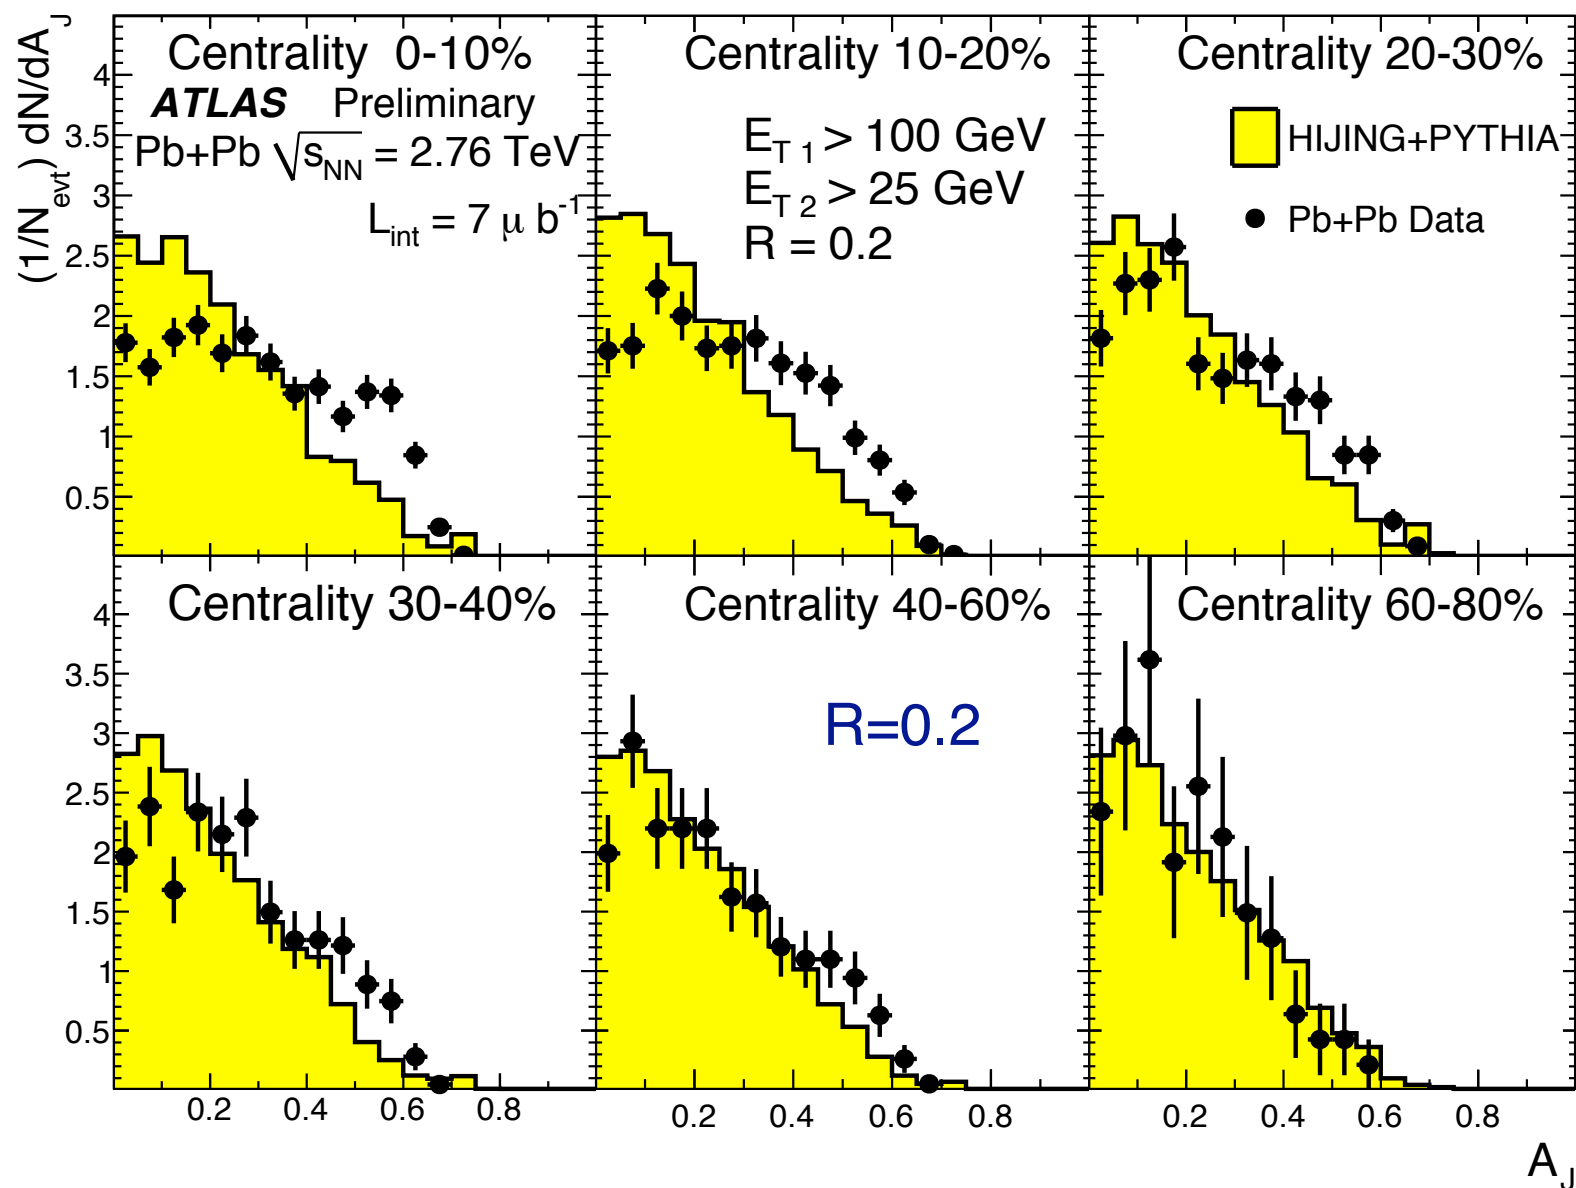 (1/N_evt) dN/dA_J
Centrality 0-10%
ATLAS Preliminary
Pb+Pb √s_NN = 2.76 TeV
L_int = 7 μ b^-1
4
3.5
3
2.5
2
1.5
1
0.5
Centrality 10-20%
E_T 1 > 100 GeV
E_T 2 > 25 GeV
R = 0.2
Centrality 20-30%
HIJING+PYTHIA
Pb+Pb Data
Centrality 30-40%
4
3.5
3
2.5
2
1.5
1
0.5
0.2 0.4 0.6 0.8
Centrality 40-60%
R=0.2
0.2 0.4 0.6 0.8
Centrality 60-80%
0.2 0.4 0.6 0.8
A_J